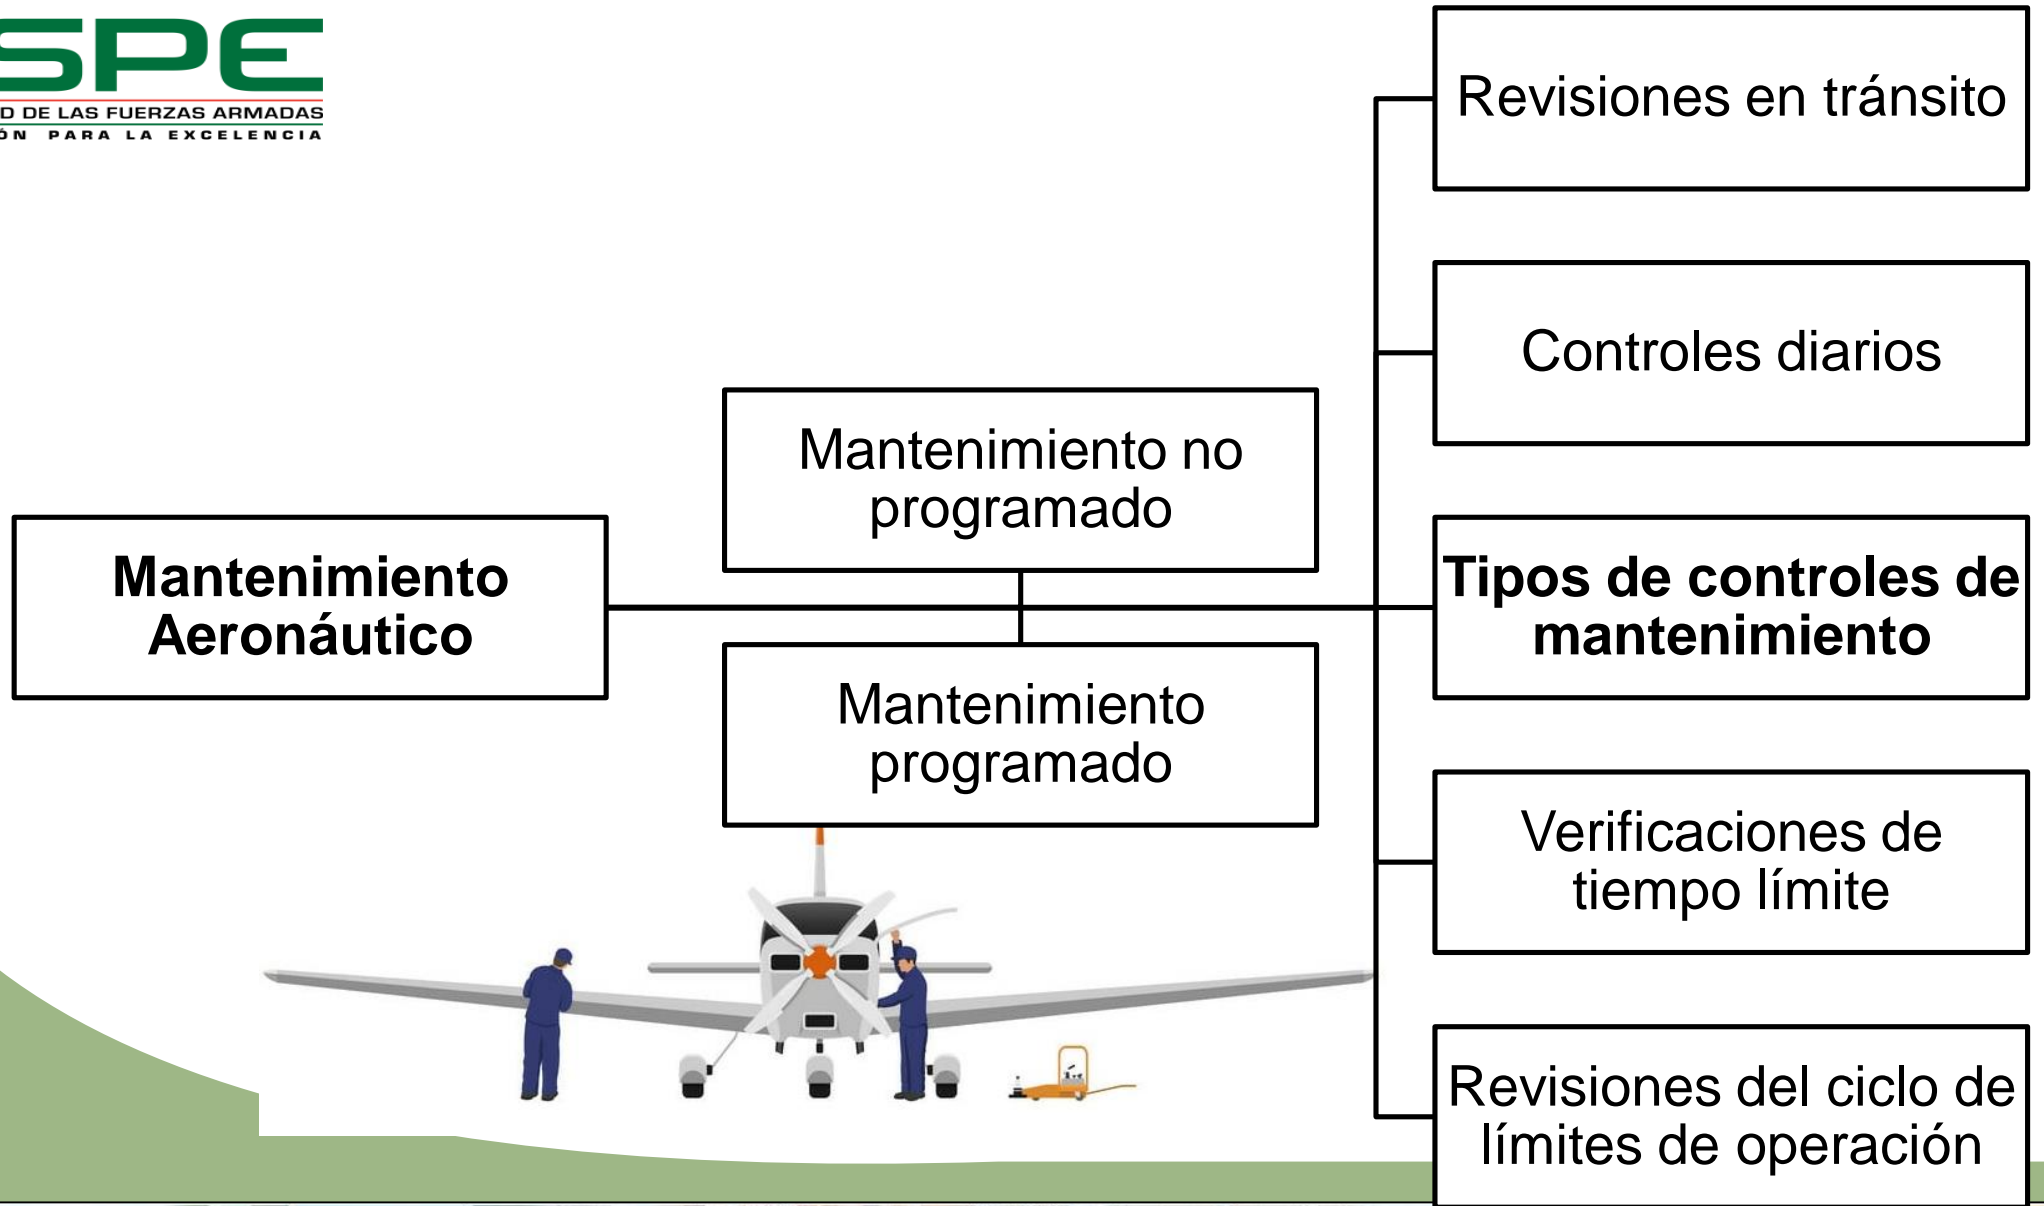 SPE
D DE LAS FUERZAS ARMADAS
ÓN PARA LA EXCELENCIA
Mantenimiento
Aeronáutico
Mantenimiento no
programado
Mantenimiento
programado
Revisiones en tránsito
Controles diarios
Tipos de controles de
mantenimiento
Verificaciones de
tiempo límite
Revisiones del ciclo de
límites de operación